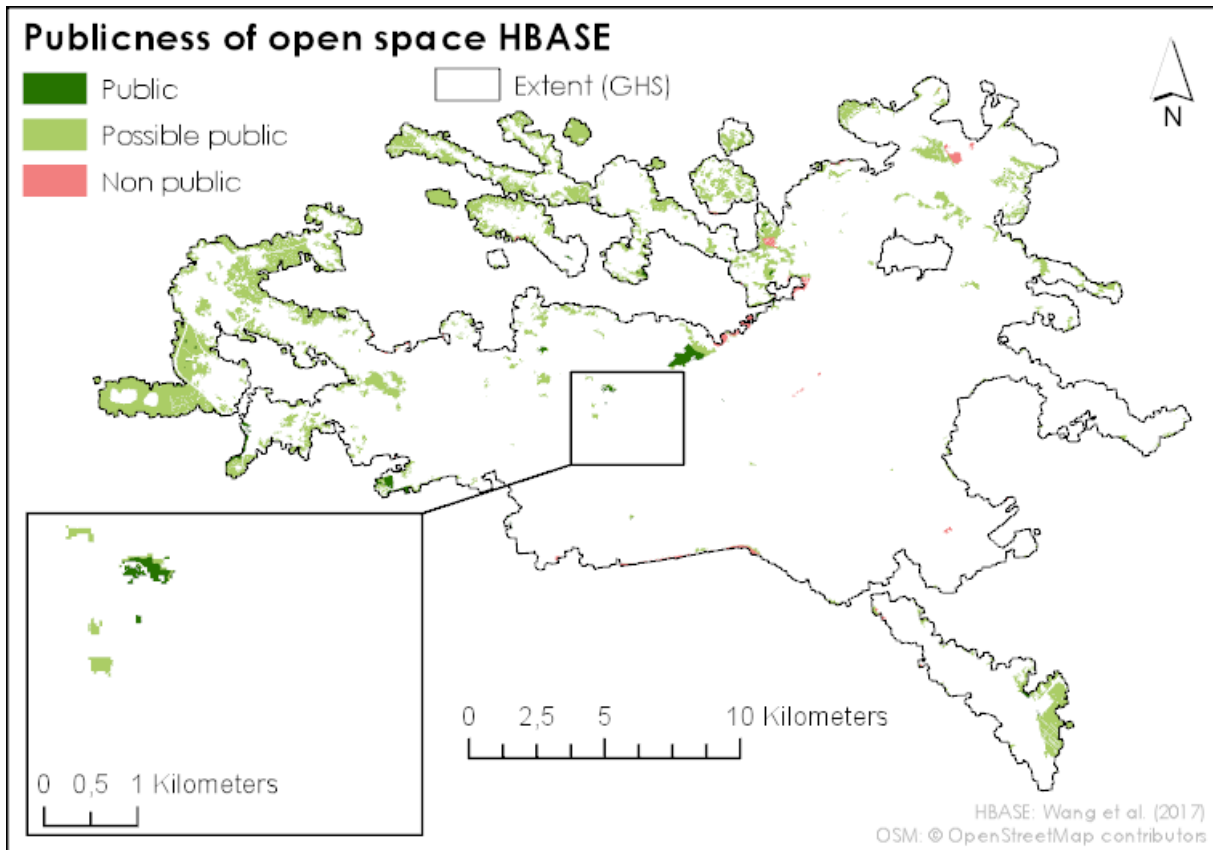 Publicness of open space HBASE
Public
Extent (GHS)
Possible public
Non public
N
0 2,5 5 10 Kilometers
0 0,5 1 Kilometers
HBASE: Wang et al. (2017)
OSM: © OpenStreetMap contributors